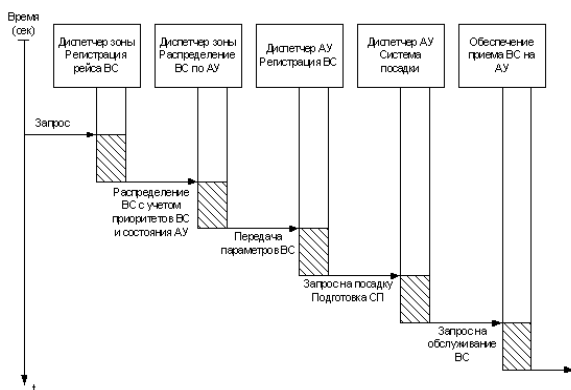 Время
(сек)
Диспетчер зоны
Регистрация
рейса ВС
Диспетчер зоны
Распределение
ВС по АУ
Диспетчер АУ
Регистрация ВС
Диспетчер АУ
Система
посадки
Обеспечение
приема ВС на
АУ
Запрос
Распределение
ВС с учетом
приоритетов ВС
и состояния АУ
Передача
параметров ВС
Запрос на посадку
Подготовка СП
Запрос на
обслуживание
ВС
t